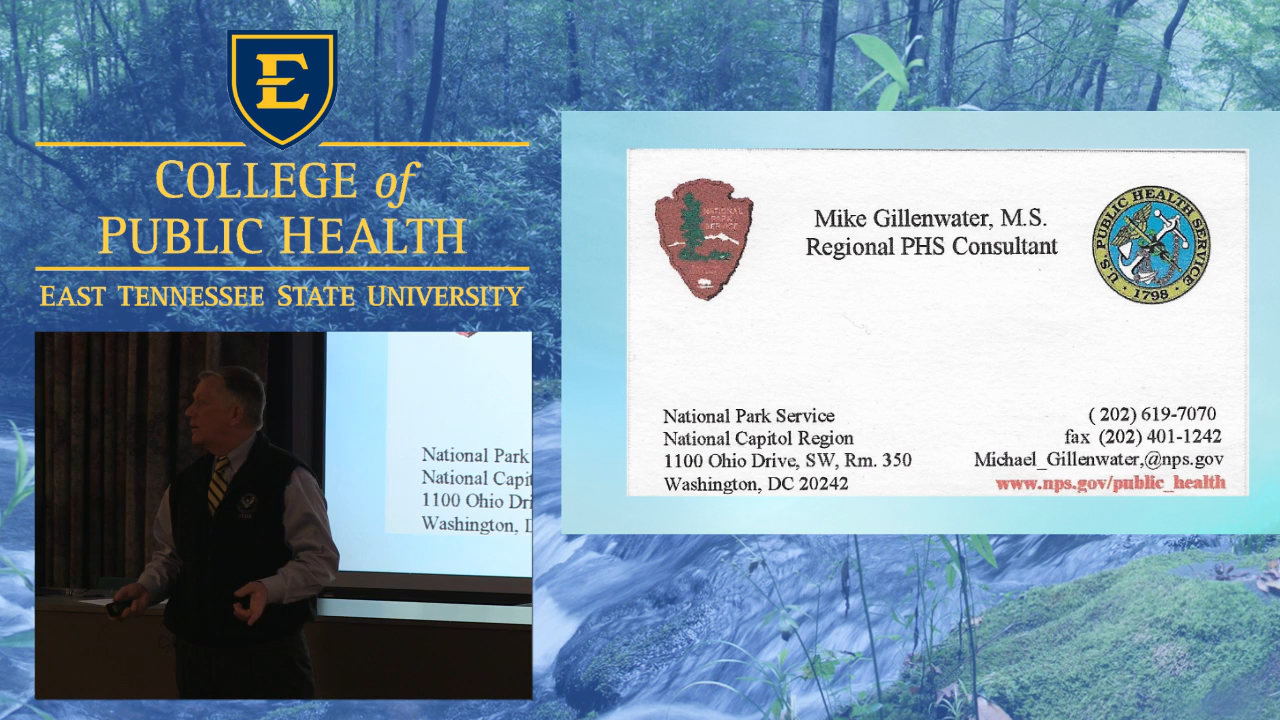 E
COLLEGE of
PUBLIC HEALTH
EAST TENNESSEE STATE UNIVERSITY
National Park
National Capit
1100 Ohio Dri
Washington, D
NATIONAL
PARK
SERVICE
Mike Gillenwater, M.S.
Regional PHS Consultant
U.S. PUBLIC HEALTH SERVICE
1798
National Park Service
National Capitol Region
1100 Ohio Drive, SW, Rm. 350
Washington, DC 20242
( 202) 619-7070
fax (202) 401-1242
Michael_Gillenwater,@nps.gov
www.nps.gov/public_health